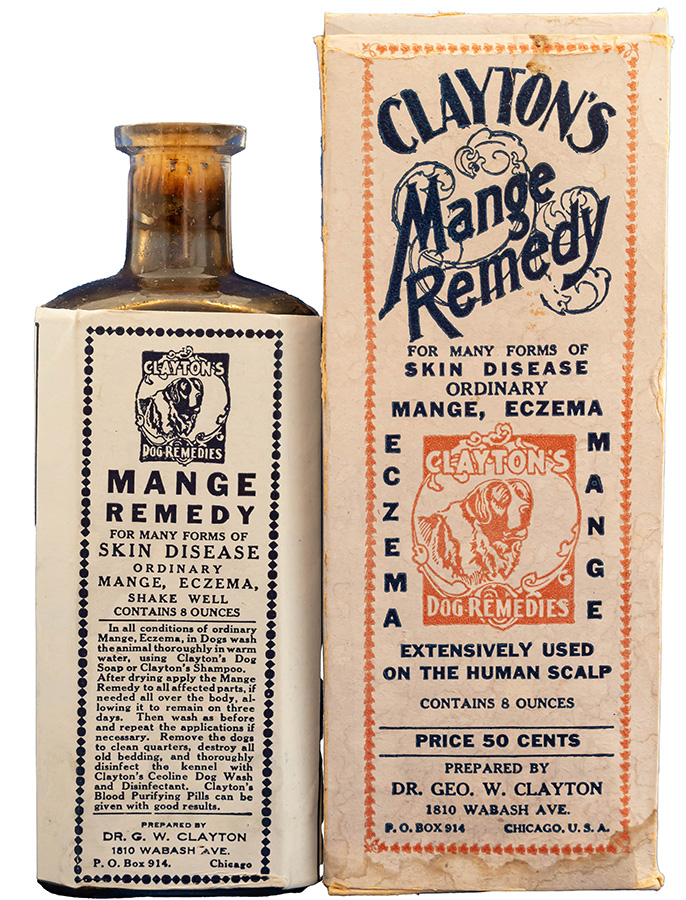 CLAYTON'S
DOG REMEDIES
MANGE
REMEDY
FOR MANY FORMS OF
SKIN DISEASE
ORDINARY
MANGE, ECZEMA,
SHAKE WELL
CONTAINS 8 OUNCES
In all conditions of ordinary
Mange, Eczema, in Dogs wash
the animal thoroughly in warm
water, using Clayton's Dog
Soap or Clayton's Shampoo.
After drying apply the Mange
Remedy to all affected parts, if
needed all over the body, al-
lowing it to remain on three
days. Then wash as before
and repeat the applications if
necessary. Remove the dogs
to clean quarters, destroy all
old bedding, and thoroughly
disinfect the kennel with
Clayton's Ceoline Dog Wash
and Disinfectant. Clayton's
Blood Purifying Pills can be
given with good results.
PREPARED BY
DR. G. W. CLAYTON
1810 WABASH AVE.
P. O. Box 914. Chicago
CLAYTON'S
Mange
Remedy
FOR MANY FORMS OF
SKIN DISEASE
ORDINARY
MANGE, ECZEMA
ECZEMA
CLAYTON'S
DOG REMEDIES
MANGE
EXTENSIVELY USED
ON THE HUMAN SCALP
CONTAINS 8 OUNCES
PRICE 50 CENTS
PREPARED BY
DR. GEO. W. CLAYTON
1810 WABASH AVE.
P. O. BOX 914 CHICAGO, U. S. A.